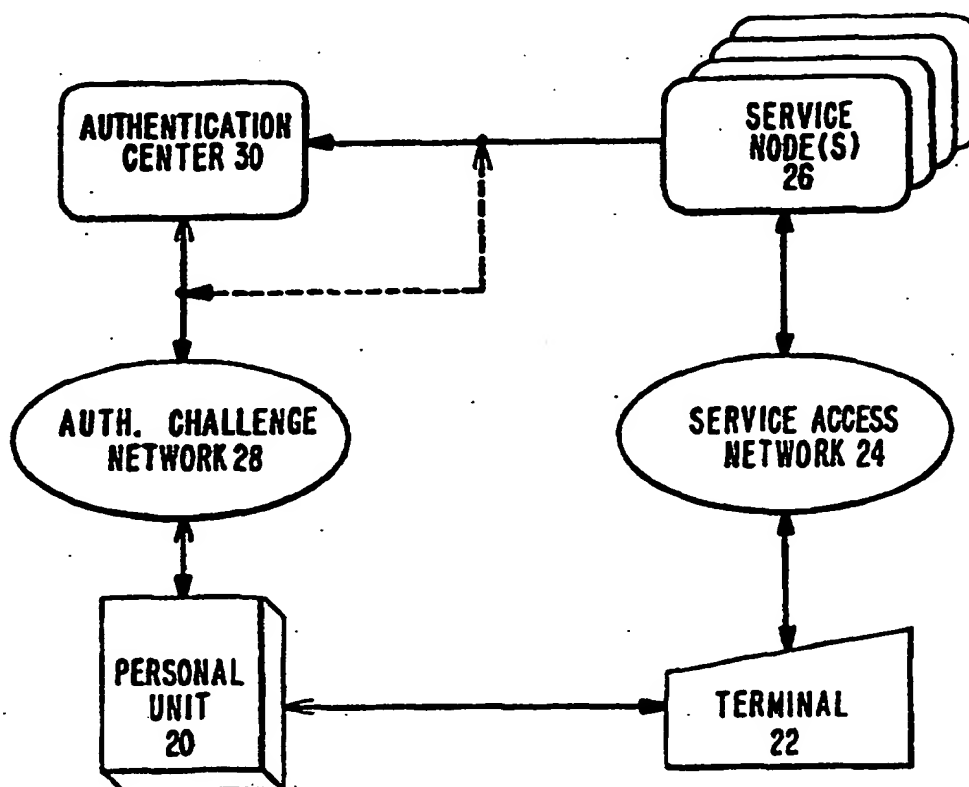 AUTHENTICATION
CENTER 30
SERVICE
NODE(S)
26
AUTH. CHALLENGE
NETWORK 28
SERVICE ACCESS
NETWORK 24
PERSONAL
UNIT
20
TERMINAL
22